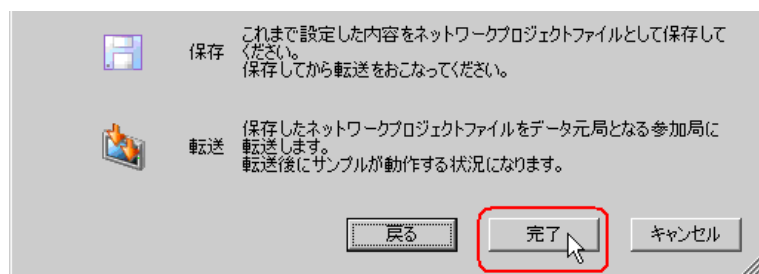 保存
これまで設定した内容をネットワークプロジェクトファイルとして保存して
ください。
保存してから転送をおこなってください。
転送
保存したネットワークプロジェクトファイルをデータ元局となる参加局に
転送します。
転送後にサンプルが動作する状況になります。
戻る
完了
キャンセル